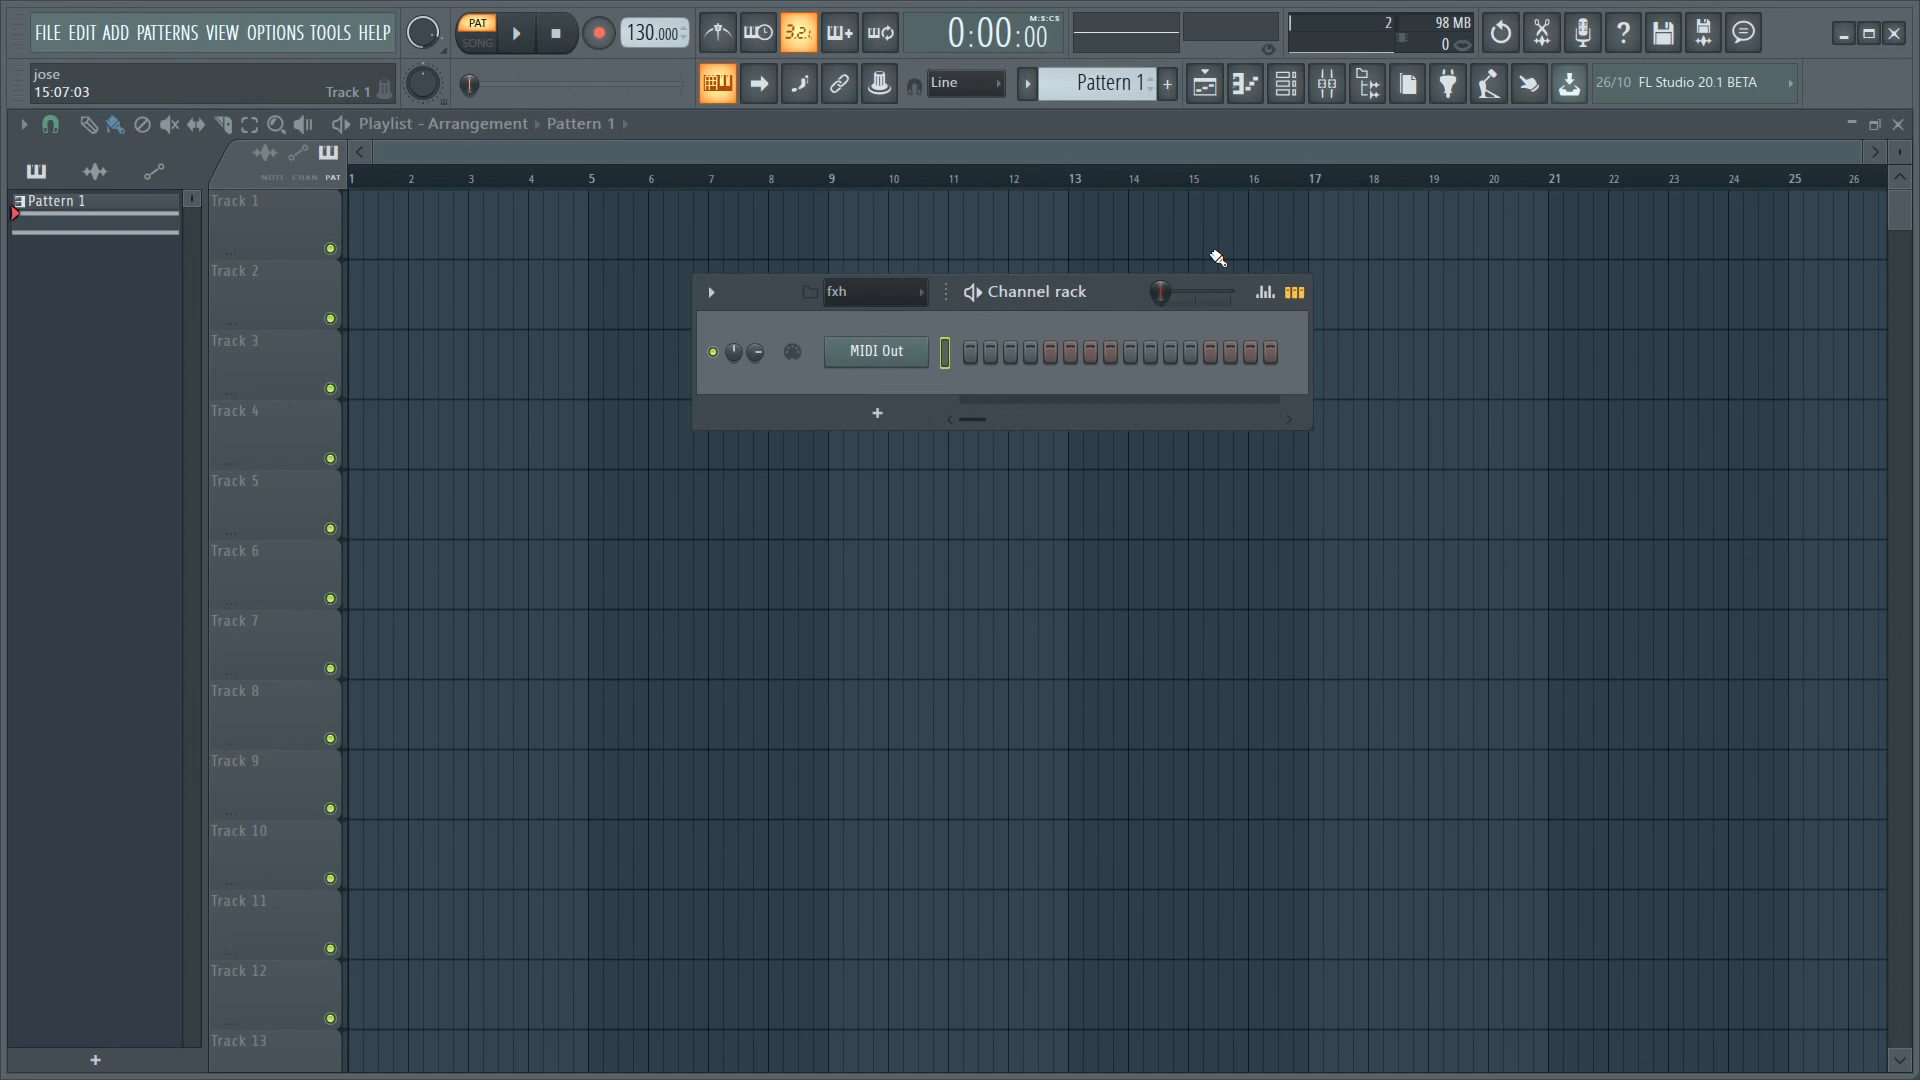 FILE EDIT ADD PATTERNS VIEW OPTIONS TOOLS HELP
PAT
SONG
130.000
3.2.
0:00:00
M:S:CS
2
98 MB
0
?
jose
15:07:03
Track 1
Line
Pattern 1
+
26/10 FL Studio 20.1 BETA
Playlist - Arrangement
Pattern 1
NOTE CHAN PAT
1 2 3 4 5 6 7 8 9 10 11 12 13 14 15 16 17 18 19 20 21 22 23 24 25 26
Pattern 1
Track 1
Track 2
fxh
Channel rack
Track 3
MIDI Out
Track 4
+
Track 5
Track 6
Track 7
Track 8
Track 9
Track 10
Track 11
Track 12
Track 13
+